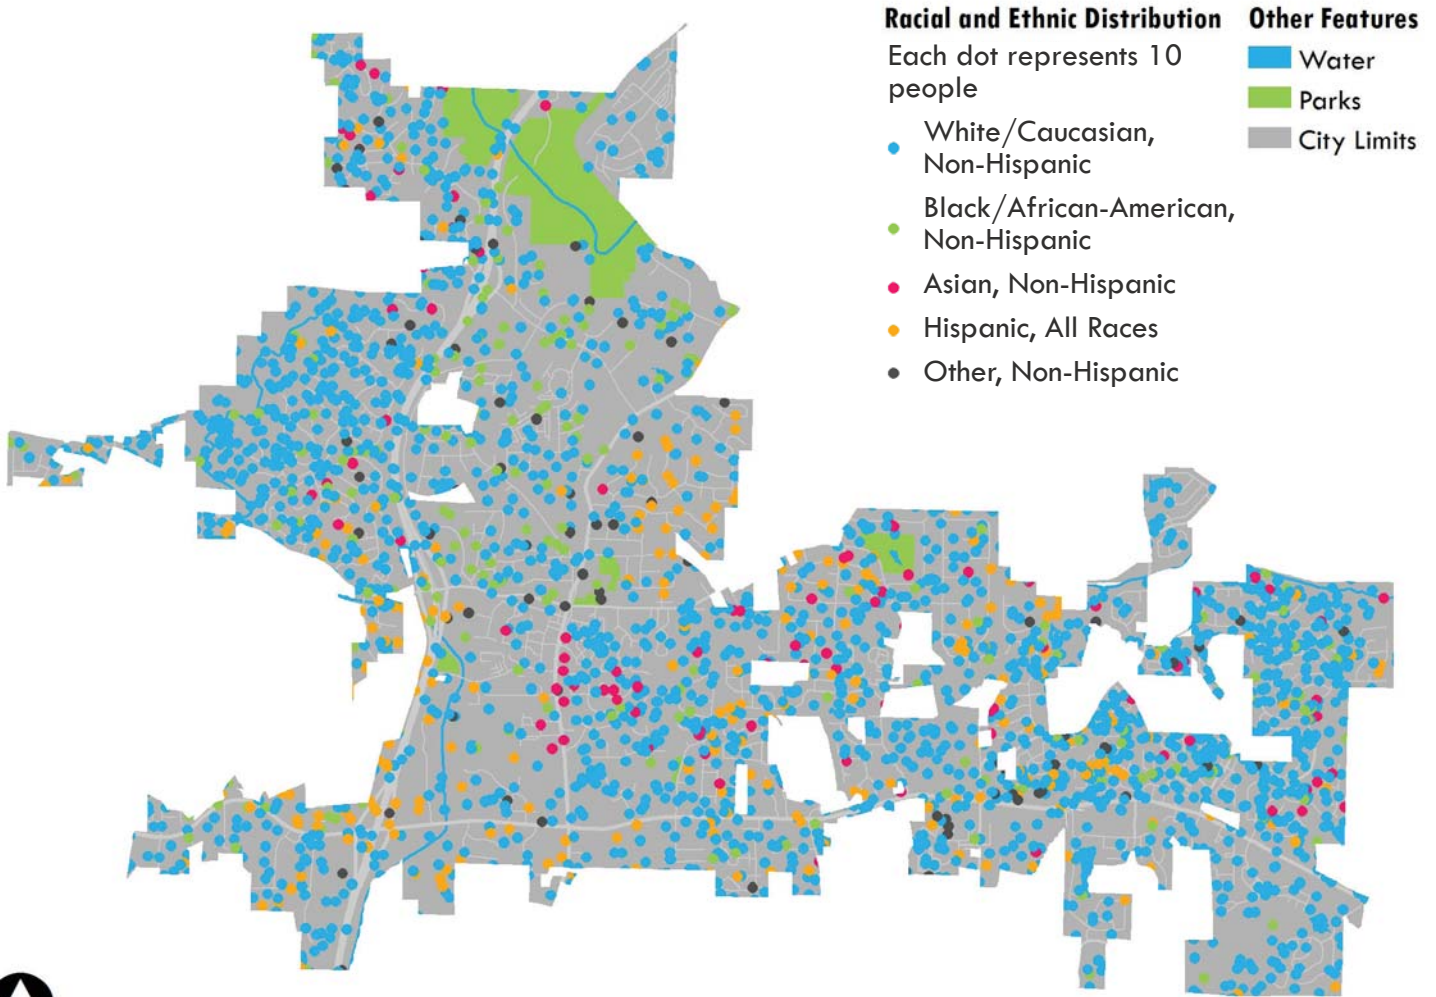 Racial and Ethnic Distribution
Each dot represents 10
people
White/Caucasian,
Non-Hispanic
Black/African-American,
Non-Hispanic
Asian, Non-Hispanic
Hispanic, All Races
Other, Non-Hispanic
Other Features
Water
Parks
City Limits